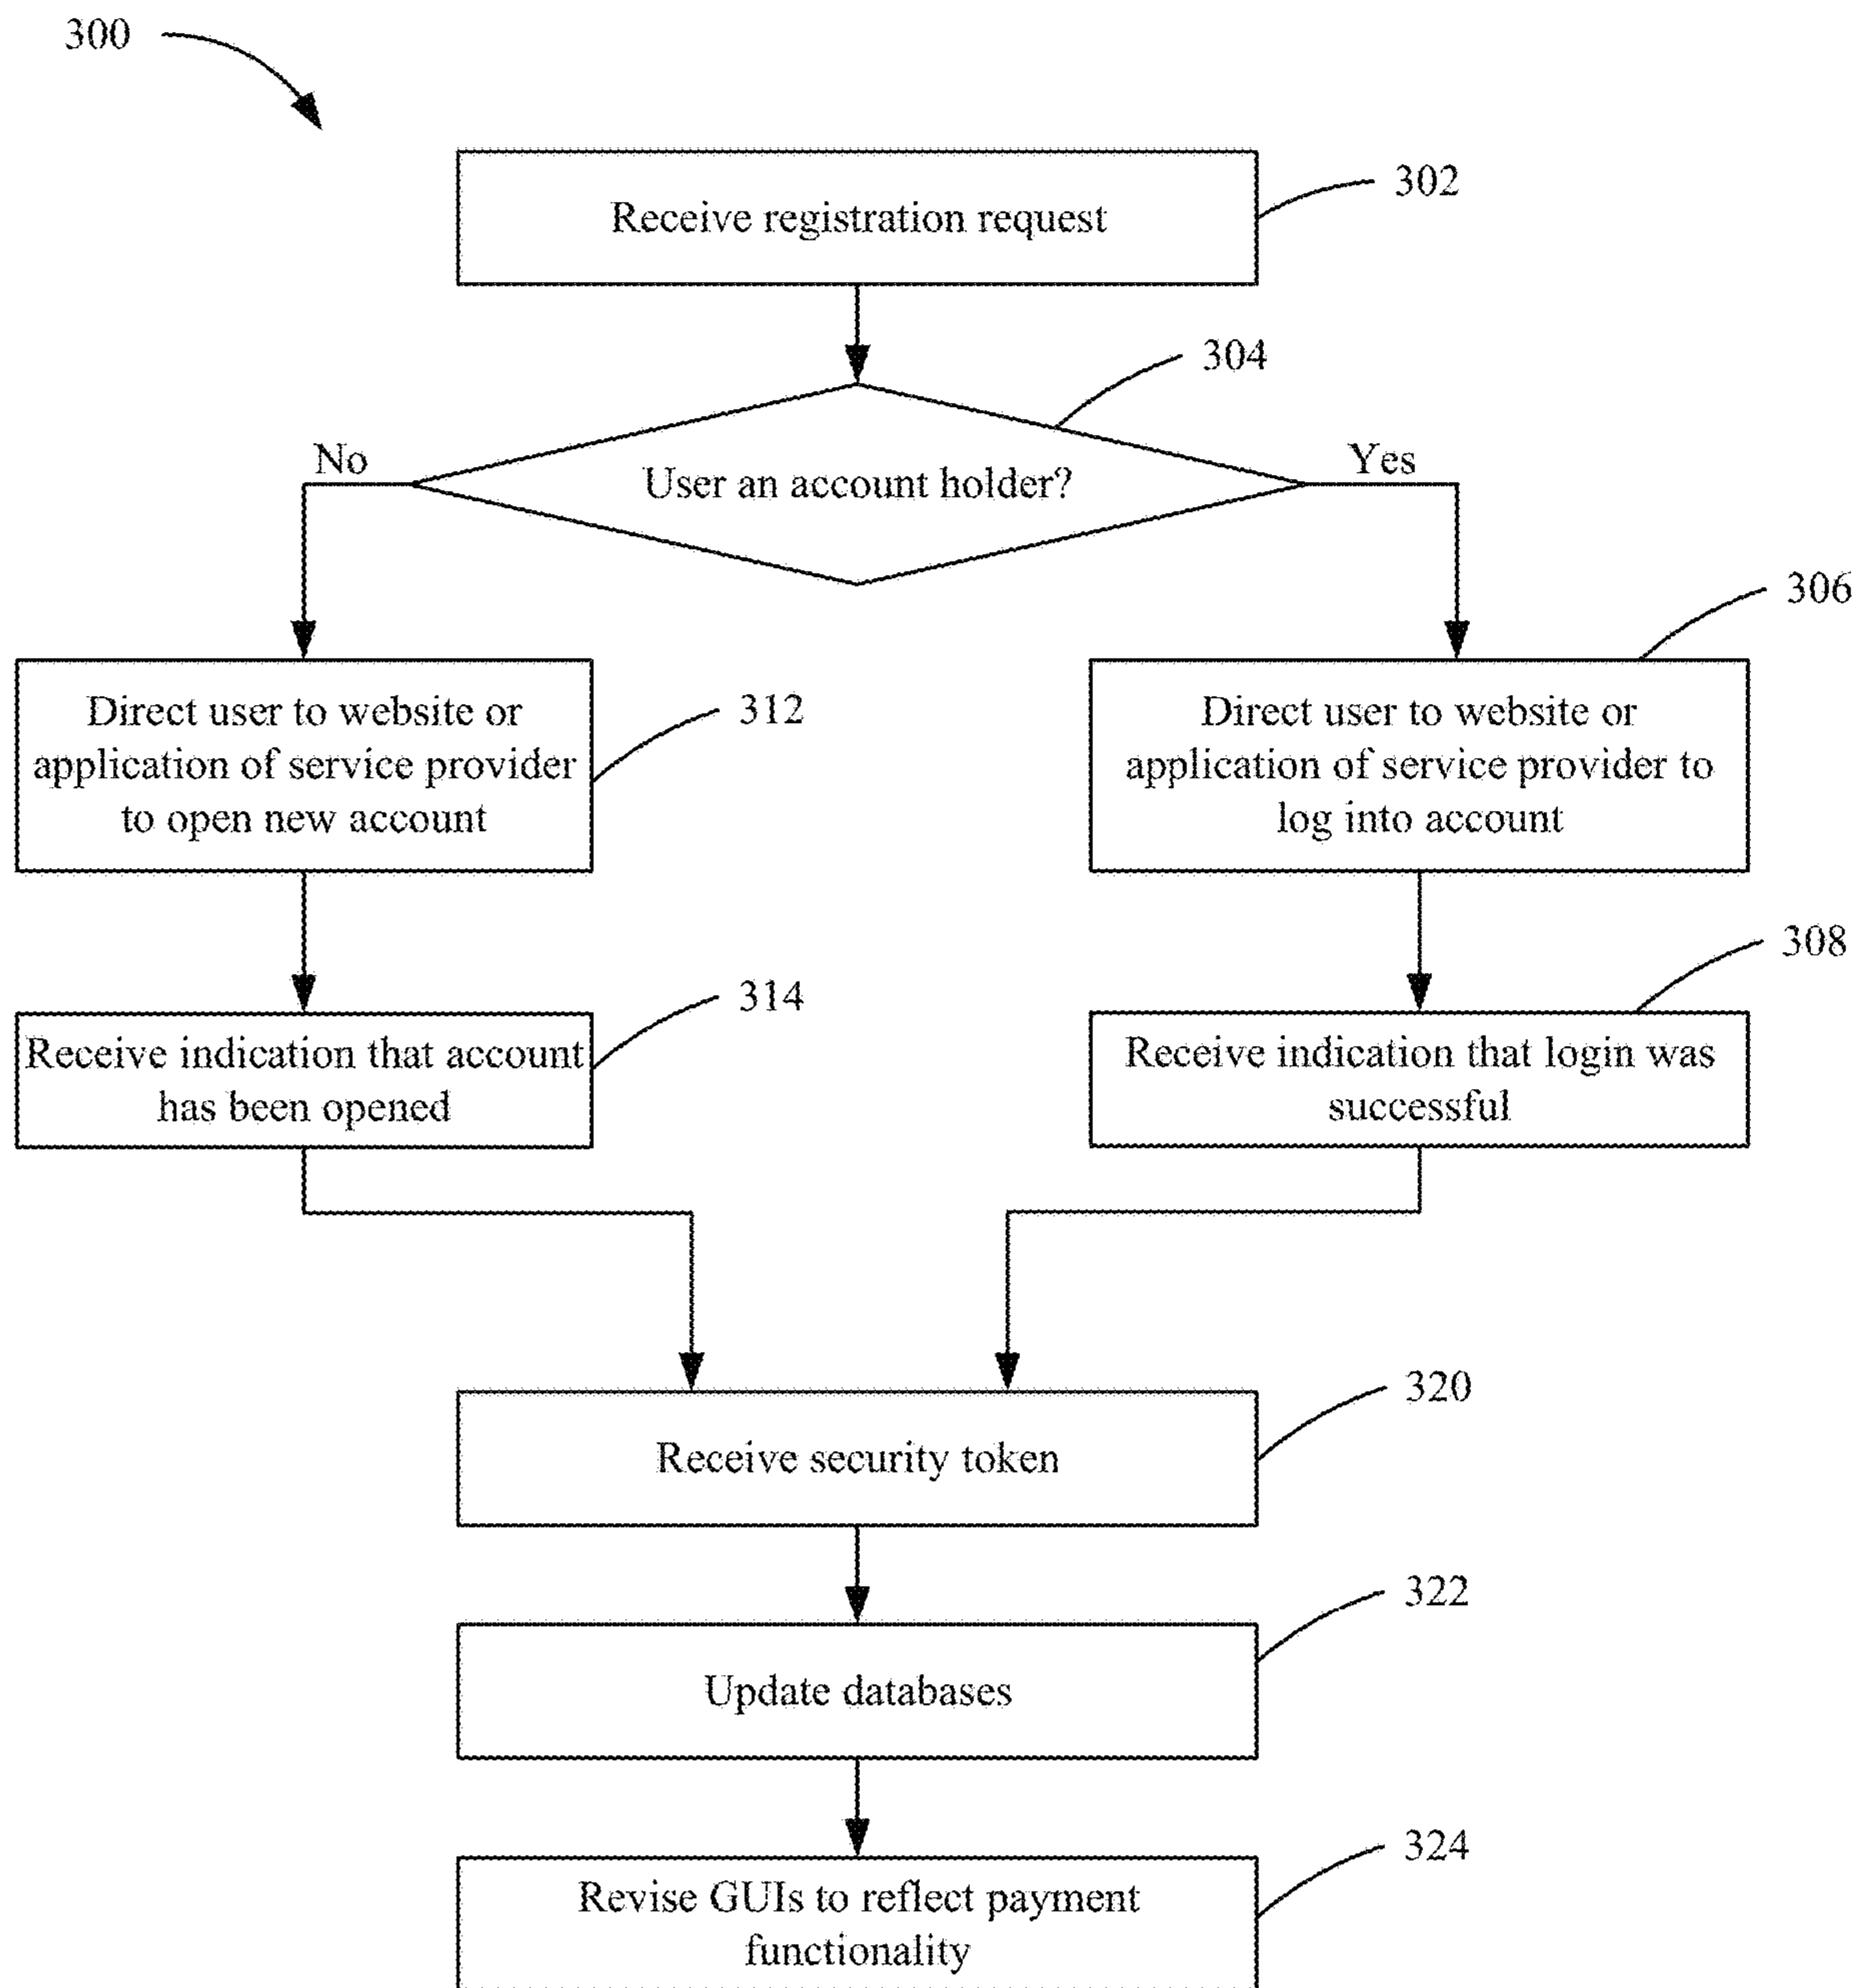 300
Receive registration request
302
304
No
User an account holder?
Yes
306
Direct user to website or
application of service provider
to open new account
312
Direct user to website or
application of service provider to
log into account
308
314
Receive indication that account
has been opened
Receive indication that login was
successful
320
Receive security token
322
Update databases
324
Revise GUIs to reflect payment
functionality